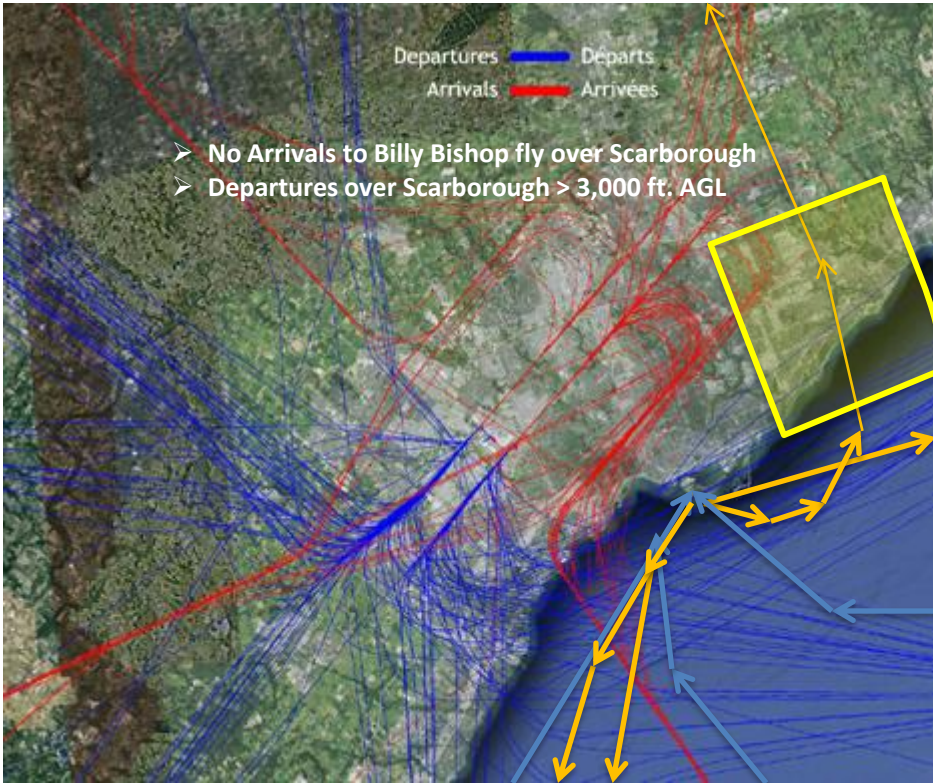 Departures Départs
Arrivals Arrivées
➢ No Arrivals to Billy Bishop fly over Scarborough
➢ Departures over Scarborough > 3,000 ft. AGL